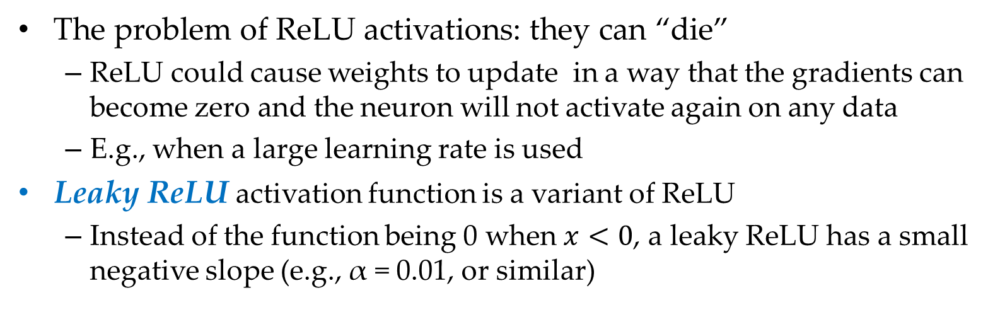 • The problem of ReLU activations: they can “die”
– ReLU could cause weights to update  in a way that the gradients can
become zero and the neuron will not activate again on any data
– E.g., when a large learning rate is used
• Leaky ReLU activation function is a variant of ReLU
– Instead of the function being 0 when x < 0, a leaky ReLU has a small
negative slope (e.g., α = 0.01, or similar)